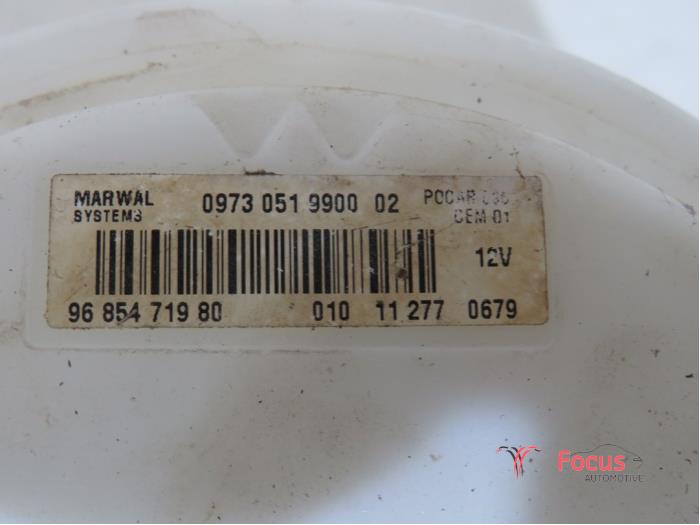 MARWAL
SYSTEMS
0973 051 9900 02
CEM 01
12V
96 854 719 80 010 11 277 0679
Focus
AUTOMOTIVE